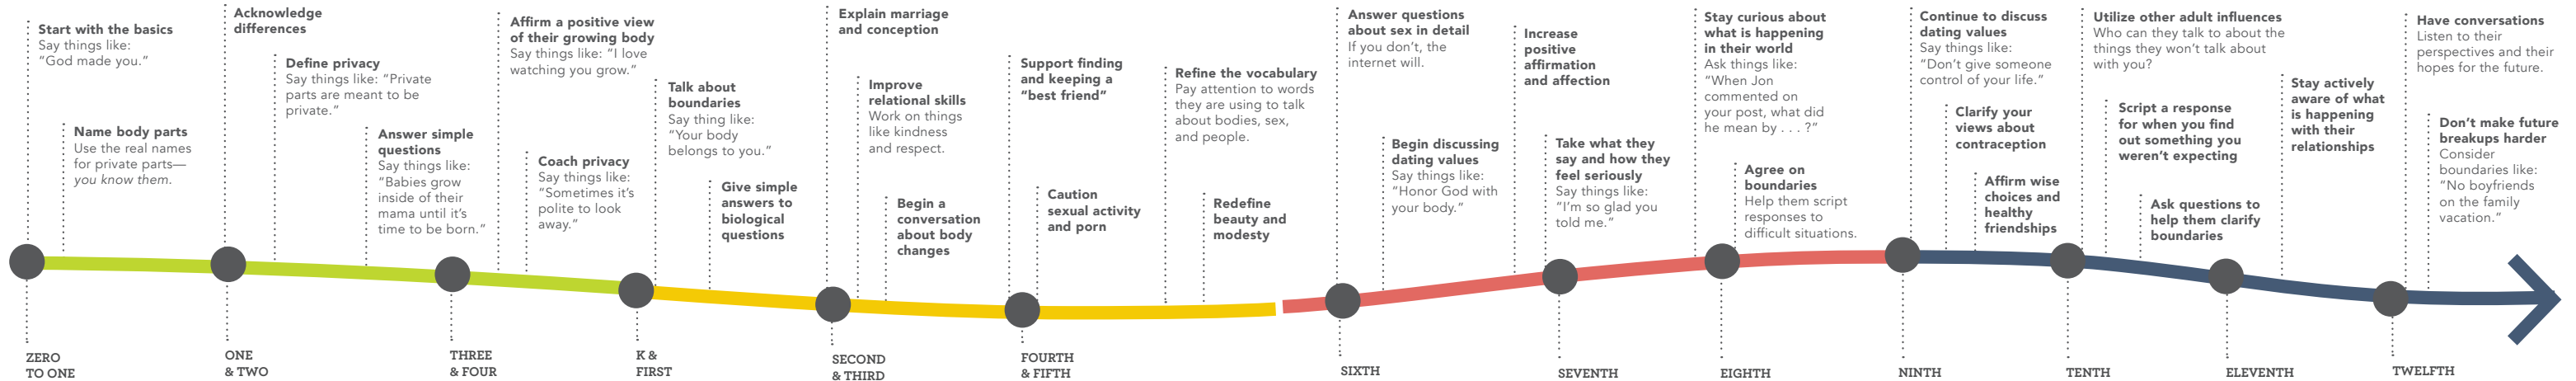 Start with the basics
Say things like:
“God made you.”
Name body parts
Use the real names
for private parts—
you know them.
Acknowledge
differences
Define privacy
Say things like: “Private
parts are meant to be
private.”
Answer simple
questions
Say things like:
“Babies grow
inside of their
mama until it’s
time to be born.”
Affirm a positive view
of their growing body
Say things like: “I love
watching you grow.”
Coach privacy
Say things like:
“Sometimes it’s
polite to look
away.”
Talk about
boundaries
Say thing like:
“Your body
belongs to you.”
Give simple
answers to
biological
questions
Explain marriage
and conception
Improve
relational skills
Work on things
like kindness
and respect.
Begin a
conversation
about body
changes
Support finding
and keeping a
“best friend”
Caution
sexual activity
and porn
Refine the vocabulary
Pay attention to words
they are using to talk
about bodies, sex,
and people.
Redefine
beauty and
modesty
Answer questions
about sex in detail
If you don’t, the
internet will.
Begin discussing
dating values
Say things like:
“Honor God with
your body.”
Increase
positive
affirmation
and affection
Take what they
say and how they
feel seriously
Say things like:
“I’m so glad you
told me.”
Stay curious about
what is happening
in their world
Ask things like:
“When Jon
commented on
your post, what did
he mean by . . . ?”
Agree on
boundaries
Help them script
responses to
difficult situations.
Continue to discuss
dating values
Say things like:
“Don’t give someone
control of your life.”
Clarify your
views about
contraception
Affirm wise
choices and
healthy
friendships
Utilize other adult influences
Who can they talk to about the
things they won’t talk about
with you?
Script a response
for when you find
out something you
weren’t expecting
Ask questions to
help them clarify
boundaries
Stay actively
aware of what
is happening
with their
relationships
Have conversations
Listen to their
perspectives and their
hopes for the future.
Don’t make future
breakups harder
Consider
boundaries like:
“No boyfriends
on the family
vacation.”
ZERO
TO ONE
ONE
& TWO
THREE
& FOUR
K &
FIRST
SECOND
& THIRD
FOURTH
& FIFTH
SIXTH
SEVENTH
EIGHTH
NINTH
TENTH
ELEVENTH
TWELFTH